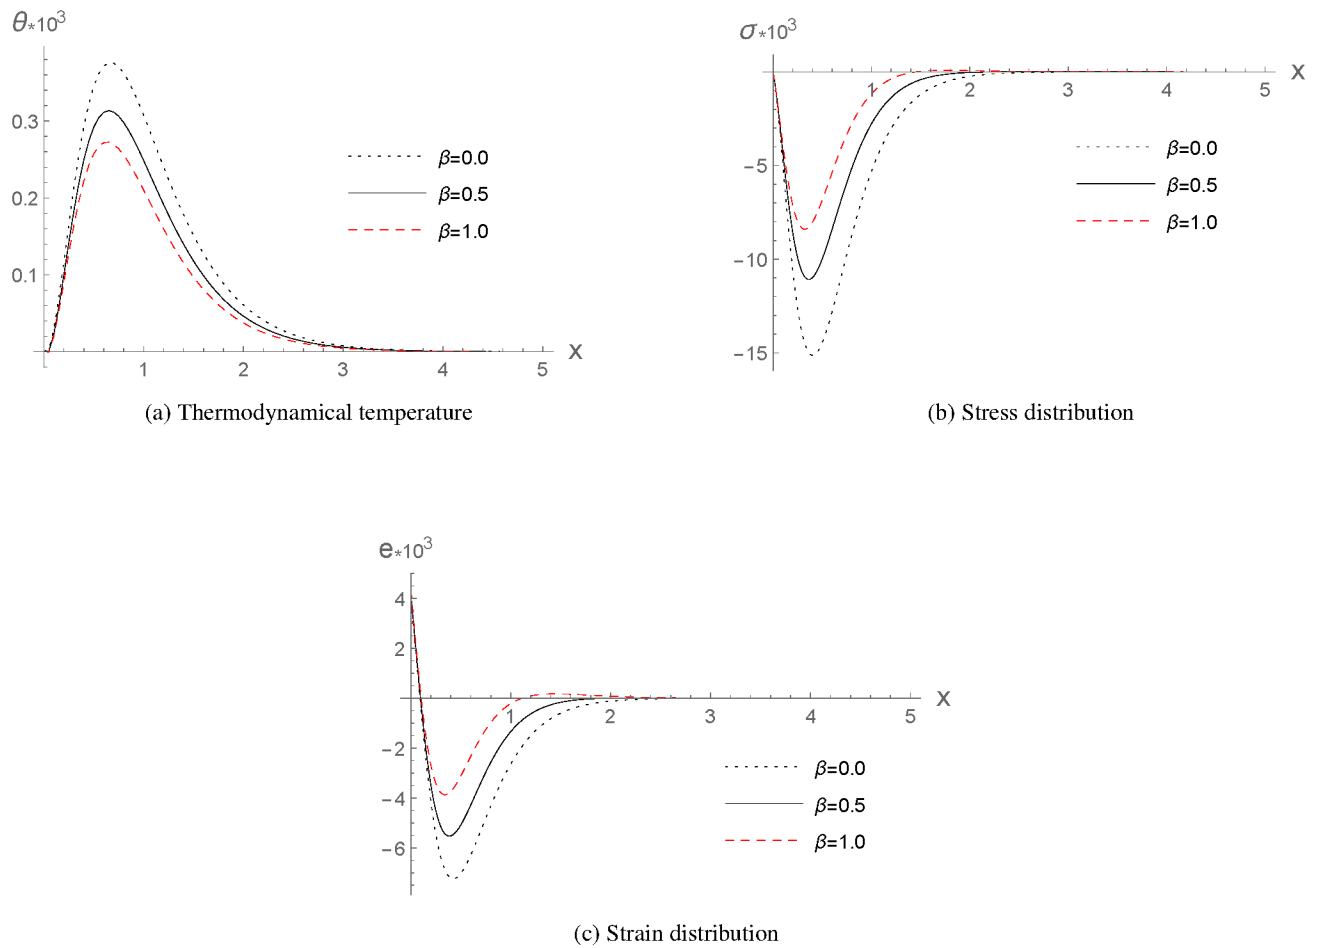 θ*10³
0.3
0.2
0.1
1 2 3 4 5
x
β=0.0
β=0.5
β=1.0
(a) Thermodynamical temperature
σ*10³
1 2 3 4 5
x
−5
−10
−15
β=0.0
β=0.5
β=1.0
(b) Stress distribution
e*10³
4
2
1 2 3 4 5
x
−2
−4
−6
β=0.0
β=0.5
β=1.0
(c) Strain distribution